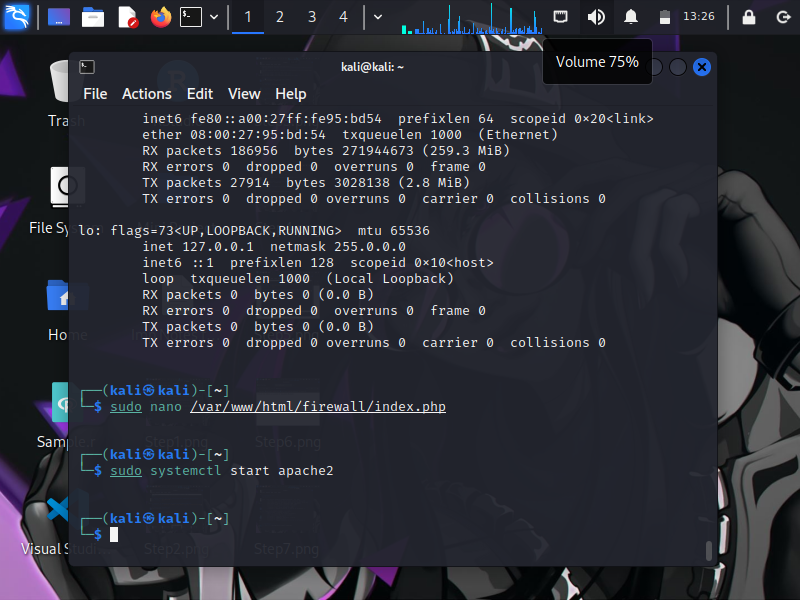 1 2 3 4 13:26
Volume 75%
kali@kali: ~
File Actions Edit View Help
inet6 fe80::a00:27ff:fe95:bd54 prefixlen 64 scopeid 0×20<link>
ether 08:00:27:95:bd:54 txqueuelen 1000 (Ethernet)
RX packets 186956 bytes 271944673 (259.3 MiB)
RX errors 0 dropped 0 overruns 0 frame 0
TX packets 27914 bytes 3028138 (2.8 MiB)
TX errors 0 dropped 0 overruns 0 carrier 0 collisions 0
lo: flags=73<UP,LOOPBACK,RUNNING> mtu 65536
inet 127.0.0.1 netmask 255.0.0.0
inet6 ::1 prefixlen 128 scopeid 0×10<host>
loop txqueuelen 1000 (Local Loopback)
RX packets 0 bytes 0 (0.0 B)
RX errors 0 dropped 0 overruns 0 frame 0
TX packets 0 bytes 0 (0.0 B)
TX errors 0 dropped 0 overruns 0 carrier 0 collisions 0
┌──(kali㉿kali)-[~]
└─$ sudo nano /var/www/html/firewall/index.php
┌──(kali㉿kali)-[~]
└─$ sudo systemctl start apache2
┌──(kali㉿kali)-[~]
└─$
Trash
File Sy
Home
Sample.r
Step1.png
Step6.png
Visual Studi
Step2.png
Step7.png